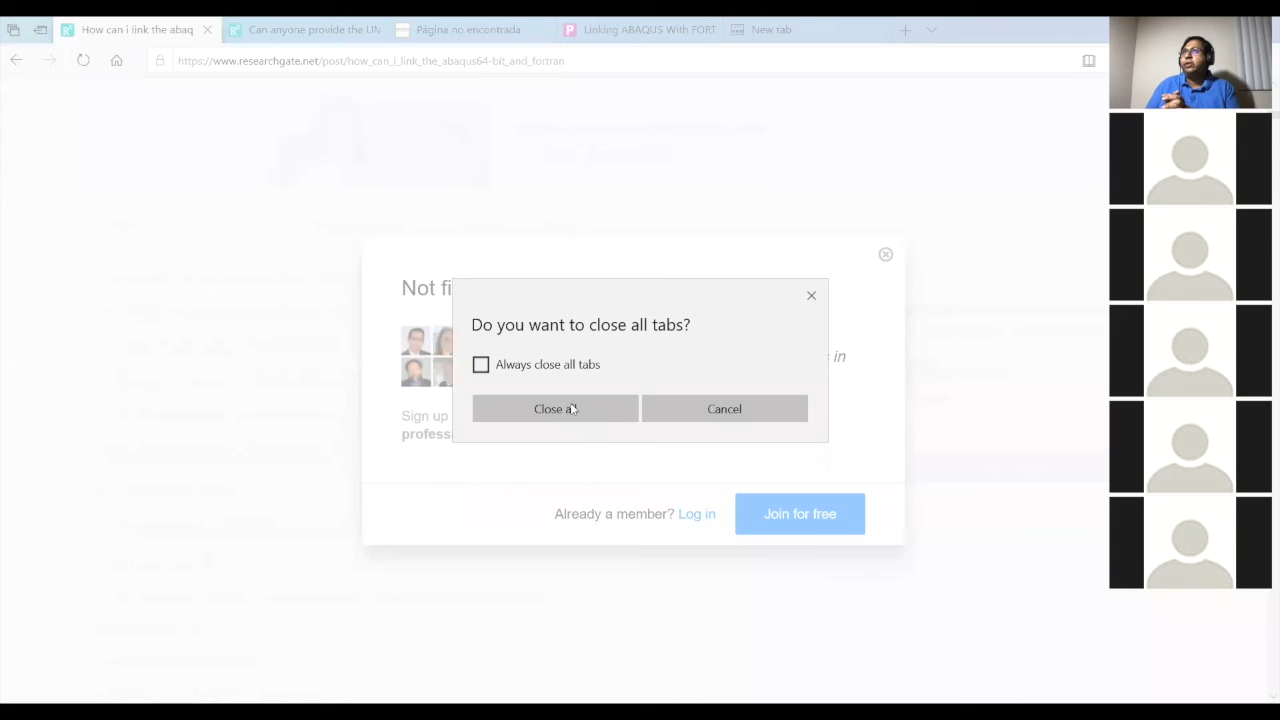 How can i link the abaq
Can anyone provide the UM
Página no encontrada
Linking ABAQUS With FORT
New tab
https://www.researchgate.net/post/how_can_i_link_the_abaqus64-bit_and_fortran
Not fi
Do you want to close all tabs?
Always close all tabs
in
Close all
Cancel
Sign up
profess
Already a member? Log in
Join for free